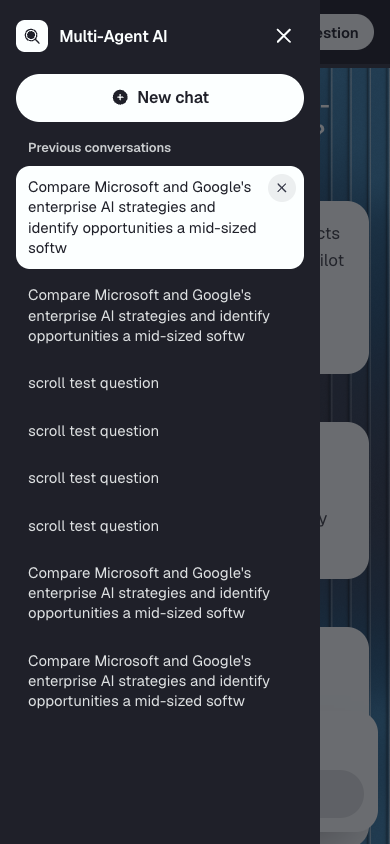 Multi-Agent AI
estion
New chat
Previous conversations
Compare Microsoft and Google's
enterprise AI strategies and
identify opportunities a mid-sized
softw
Compare Microsoft and Google's
enterprise AI strategies and identify
opportunities a mid-sized softw
scroll test question
scroll test question
scroll test question
scroll test question
Compare Microsoft and Google's
enterprise AI strategies and identify
opportunities a mid-sized softw
Compare Microsoft and Google's
enterprise AI strategies and identify
opportunities a mid-sized softw
cts
ilot
y